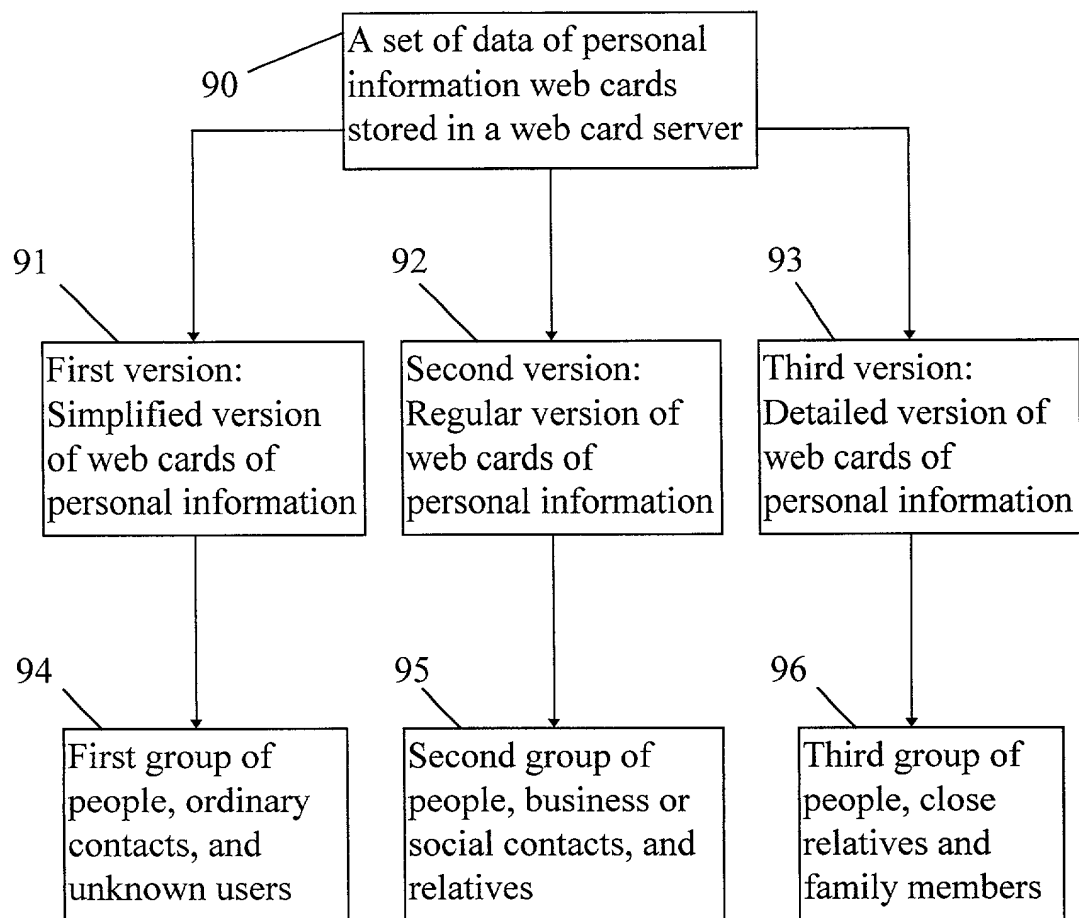 90
A set of data of personal
information web cards
stored in a web card server
91
First version:
Simplified version
of web cards of
personal information
92
Second version:
Regular version of
web cards of
personal information
93
Third version:
Detailed version of
web cards of
personal information
94
First group of
people, ordinary
contacts, and
unknown users
95
Second group of
people, business or
social contacts, and
relatives
96
Third group of
people, close
relatives and
family members